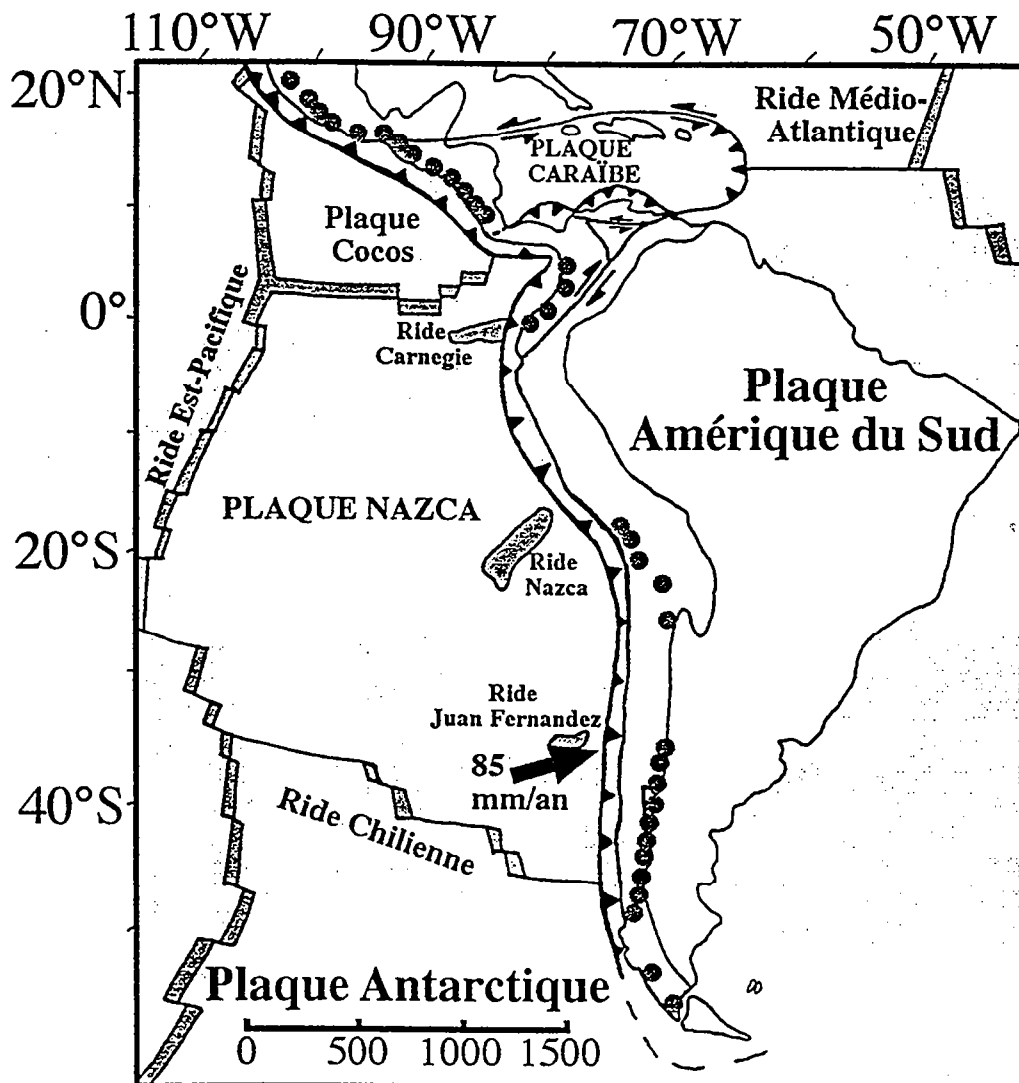 110°W 90°W 70°W 50°W
20°N
Ride Médio-
Atlantique
PLAQUE
CARAÏBE
Plaque
Cocos
Ride Est-Pacifique
0°
Ride
Carnegie
Plaque
Amérique du Sud
PLAQUE NAZCA
20°S
Ride
Nazca
Ride
Juan Fernandez
85
mm/an
40°S
Ride Chilienne
Plaque Antarctique
0 500 1000 1500